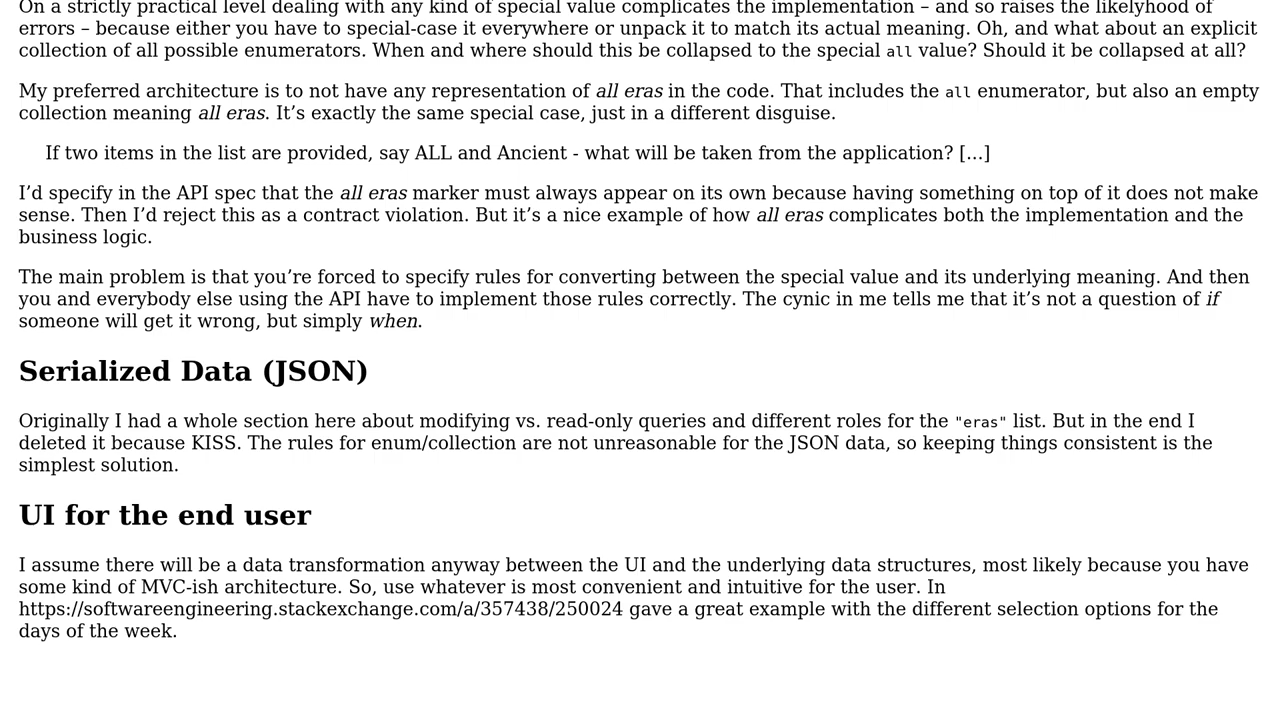 On a strictly practical level dealing with any kind of special value complicates the implementation – and so raises the likelyhood of
errors – because either you have to special-case it everywhere or unpack it to match its actual meaning. Oh, and what about an explicit
collection of all possible enumerators. When and where should this be collapsed to the special all value? Should it be collapsed at all?
My preferred architecture is to not have any representation of all eras in the code. That includes the all enumerator, but also an empty
collection meaning all eras. It’s exactly the same special case, just in a different disguise.
If two items in the list are provided, say ALL and Ancient - what will be taken from the application? […]
I’d specify in the API spec that the all eras marker must always appear on its own because having something on top of it does not make
sense. Then I’d reject this as a contract violation. But it’s a nice example of how all eras complicates both the implementation and the
business logic.
The main problem is that you’re forced to specify rules for converting between the special value and its underlying meaning. And then
you and everybody else using the API have to implement those rules correctly. The cynic in me tells me that it’s not a question of if
someone will get it wrong, but simply when.
Serialized Data (JSON)
Originally I had a whole section here about modifying vs. read-only queries and different roles for the "eras" list. But in the end I
deleted it because KISS. The rules for enum/collection are not unreasonable for the JSON data, so keeping things consistent is the
simplest solution.
UI for the end user
I assume there will be a data transformation anyway between the UI and the underlying data structures, most likely because you have
some kind of MVC-ish architecture. So, use whatever is most convenient and intuitive for the user. In
https://softwareengineering.stackexchange.com/a/357438/250024 gave a great example with the different selection options for the
days of the week.